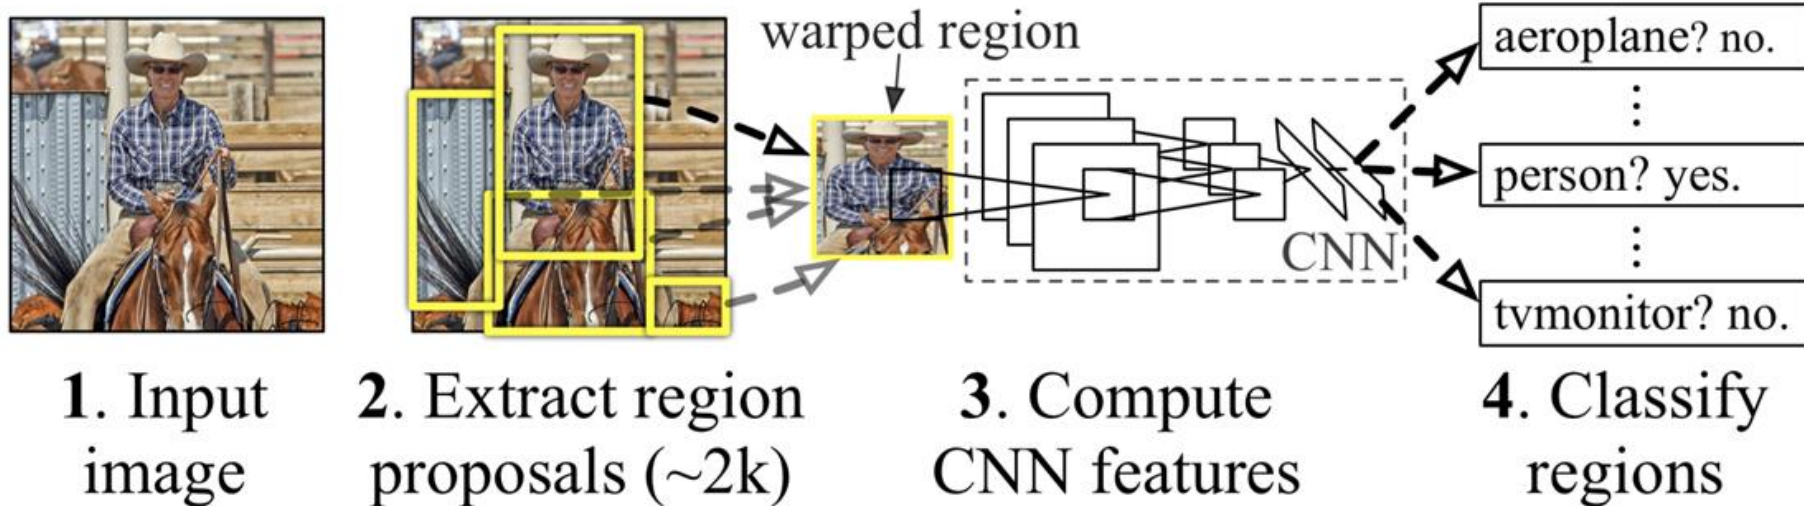 warped region
aeroplane? no.
person? yes.
CNN
tvmonitor? no.
1. Input
image
2. Extract region
proposals (~2k)
3. Compute
CNN features
4. Classify
regions